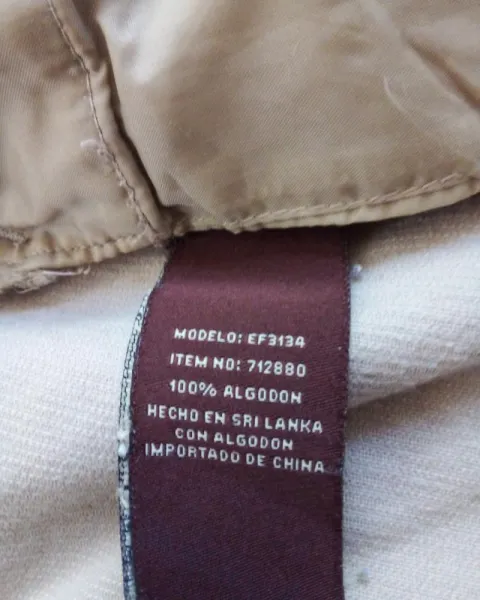 MODELO: EF3134
ITEM NO: 712880
100% ALGODON
HECHO EN SRI LANKA
CON ALGODON
IMPORTADO DE CHINA